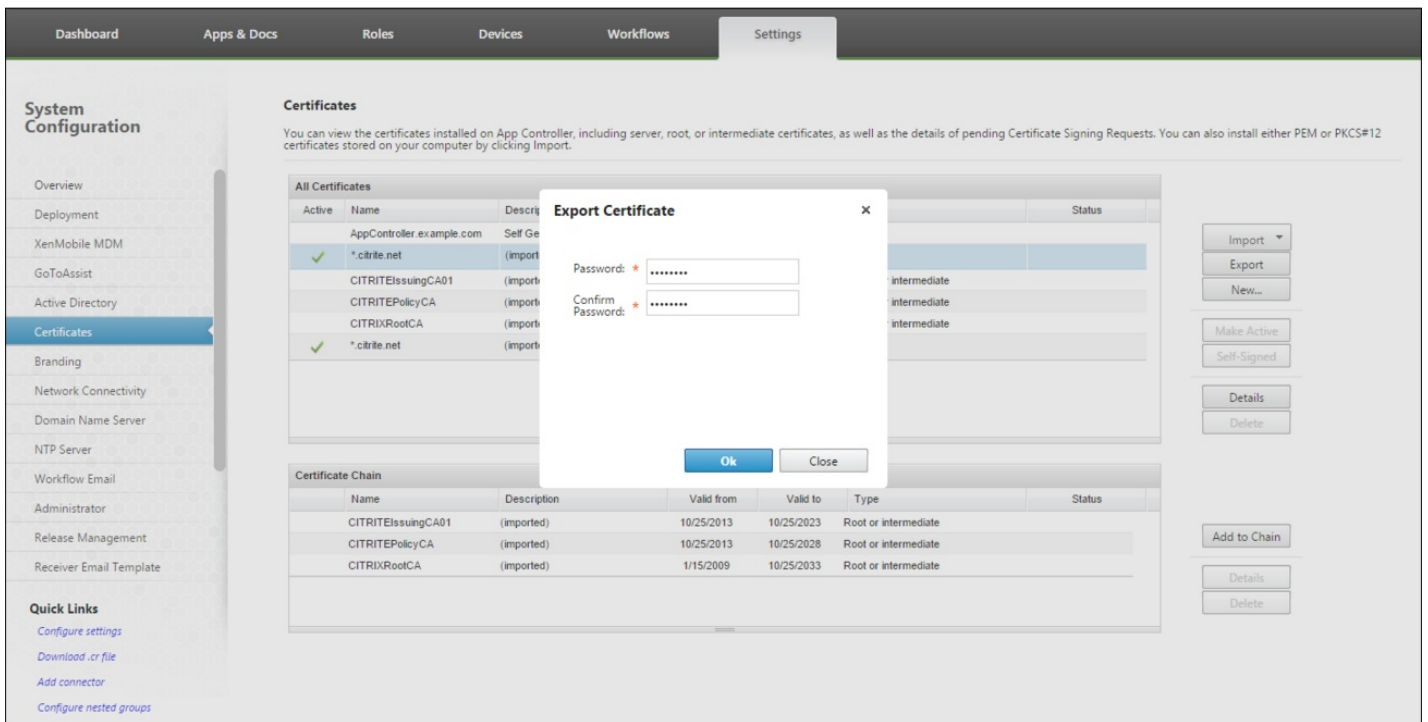 Dashboard Apps & Docs Roles Devices Workflows Settings
System
Configuration
Overview
Deployment
XenMobile MDM
GoToAssist
Active Directory
Certificates
Branding
Network Connectivity
Domain Name Server
NTP Server
Workflow Email
Administrator
Release Management
Receiver Email Template
Quick Links
Configure settings
Download .cr file
Add connector
Configure nested groups
Certificates
You can view the certificates installed on App Controller, including server, root, or intermediate certificates, as well as the details of pending Certificate Signing Requests. You can also install either PEM or PKCS#12
certificates stored on your computer by clicking Import.
All Certificates
Active Name Descrip Status
AppController.example.com Self Ge
*.citrite.net (import
CITRITEIssuingCA01 (importe r intermediate
CITRITEPolicyCA (importe r intermediate
CITRIXRootCA (importe r intermediate
*.citrite.net (importe
Export Certificate ×
Password: * ••••••••
Confirm
Password: * ••••••••
Ok Close
Import
Export
New...
Make Active
Self-Signed
Details
Delete
Certificate Chain
Name Description Valid from Valid to Type Status
CITRITEIssuingCA01 (imported) 10/25/2013 10/25/2023 Root or intermediate
CITRITEPolicyCA (imported) 10/25/2013 10/25/2028 Root or intermediate
CITRIXRootCA (imported) 1/15/2009 10/25/2033 Root or intermediate
Add to Chain
Details
Delete